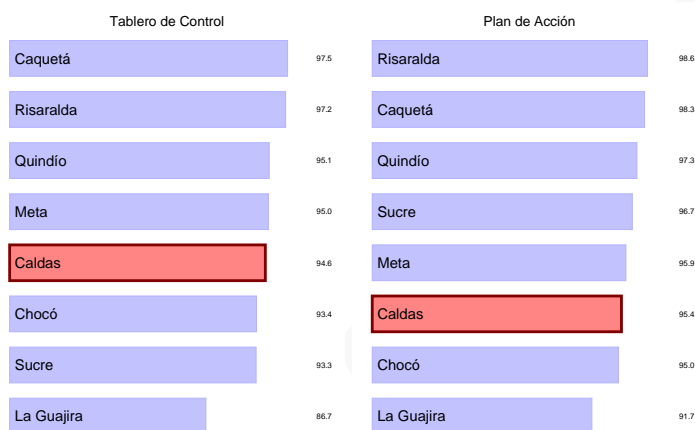 Tablero de Control
Caquetá 97.5
Risaralda 97.2
Quindío 95.1
Meta 95.0
Caldas 94.6
Chocó 93.4
Sucre 93.3
La Guajira 86.7
Plan de Acción
Risaralda 98.6
Caquetá 98.3
Quindío 97.3
Sucre 96.7
Meta 95.9
Caldas 95.4
Chocó 95.0
La Guajira 91.7